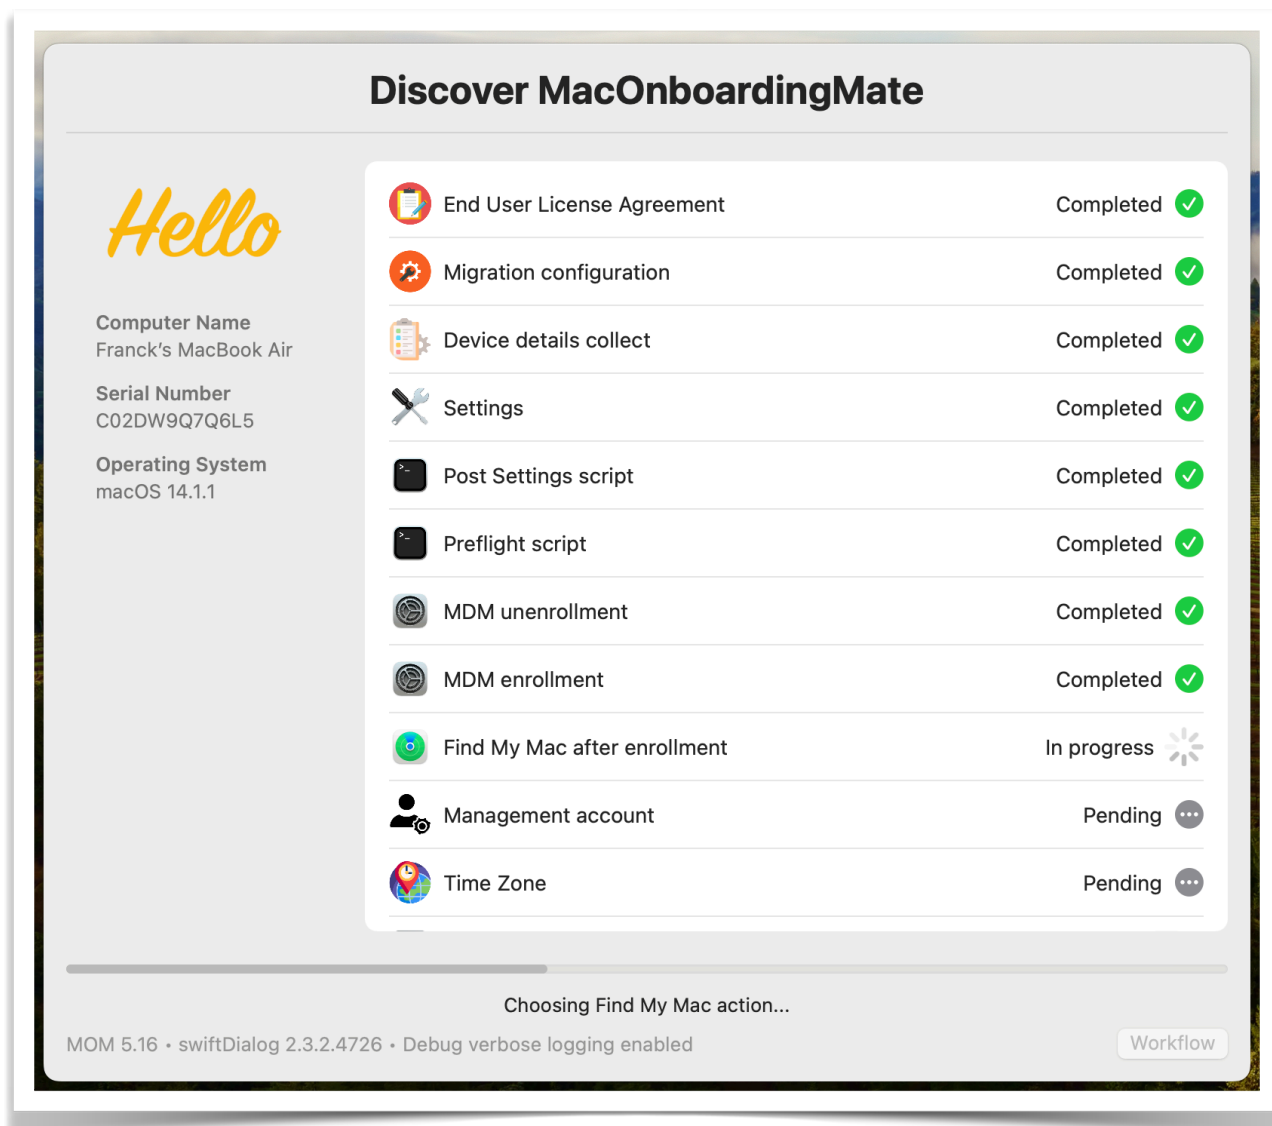 Discover MacOnboardingMate
Hello
Computer Name
Franck’s MacBook Air
Serial Number
C02DW9Q7Q6L5
Operating System
macOS 14.1.1
End User License Agreement Completed
Migration configuration Completed
Device details collect Completed
Settings Completed
Post Settings script Completed
Preflight script Completed
MDM unenrollment Completed
MDM enrollment Completed
Find My Mac after enrollment In progress
Management account Pending
Time Zone Pending
Choosing Find My Mac action...
MOM 5.16 • swiftDialog 2.3.2.4726 • Debug verbose logging enabled
Workflow